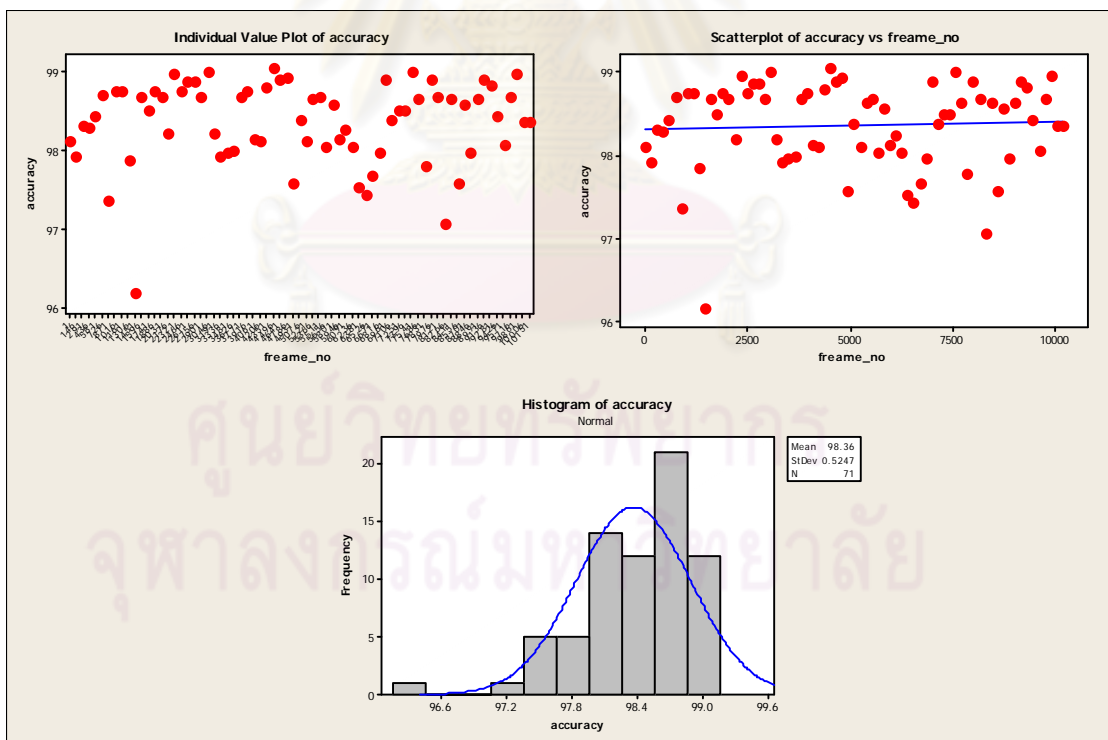 Individual Value Plot of accuracy
99
98
97
96
accuracy
freame_no
Scatterplot of accuracy vs freame_no
99
98
97
96
accuracy
0 2500 5000 7500 10000
freame_no
Histogram of accuracy
Normal
Mean 98.36
StDev 0.5247
N 71
20
15
10
5
0
Frequency
96.6 97.2 97.8 98.4 99.0 99.6
accuracy
ศูนย์วิทยทรัพยากร
จุฬาลงกรณ์มหาวิทยาลัย